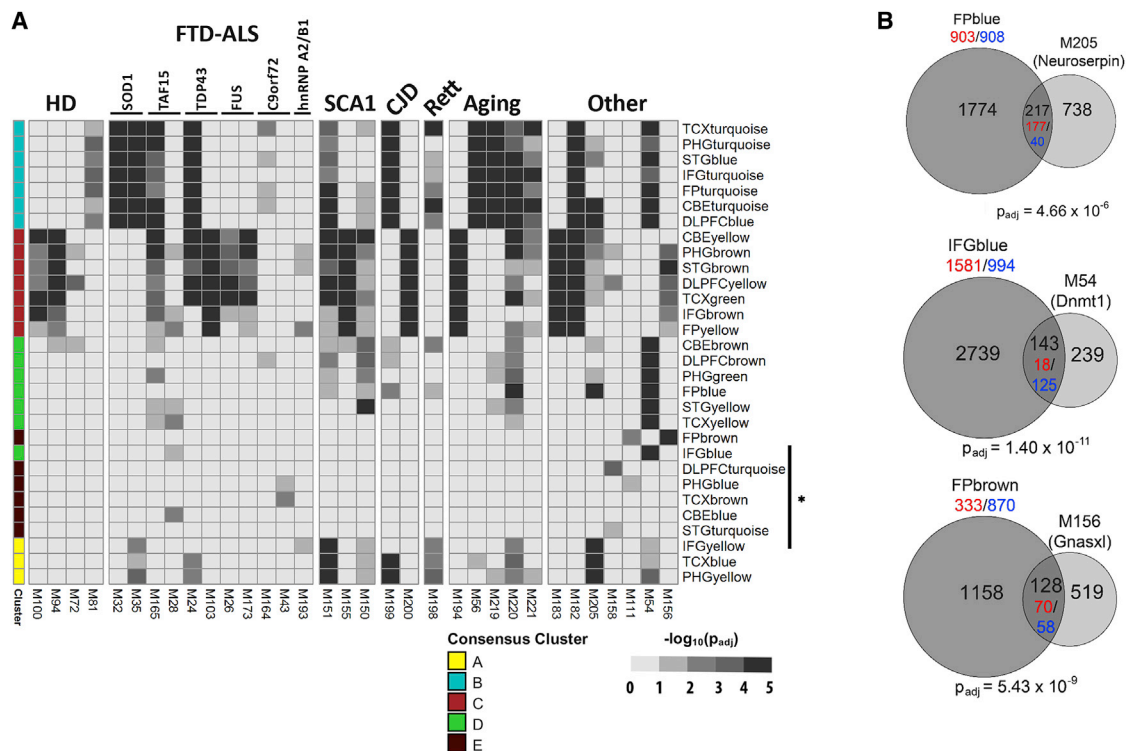 A
FTD-ALS
HD
SOD1
TAF15
TDP43
FUS
C9orf72
hnRNP A2/B1
SCA1
CJD
Rett
Aging
Other
TCXturquoise
PHGturquoise
STGblue
IFGturquoise
FPturquoise
CBEturquoise
DLPFCblue
CBEyellow
PHGbrown
STGbrown
DLPFCyellow
TCXgreen
IFGbrown
FPyellow
CBEbrown
DLPFCbrown
PHGgreen
FPblue
STGyellow
TCXyellow
FPbrown
IFGblue
DLPFCturquoise
PHGblue
TCXbrown
CBEblue
STGturquoise
IFGyellow
TCXblue
PHGyellow
*
Cluster
M100
M94
M72
M81
M32
M35
M165
M28
M24
M103
M26
M173
M164
M43
M193
M151
M155
M150
M199
M200
M198
M194
M56
M219
M220
M221
M183
M182
M205
M158
M111
M54
M156
Consensus Cluster
A
B
C
D
E
-log10(padj)
0 1 2 3 4 5
B
FPblue
903/908
M205
(Neuroserpin)
1774 217 738
177/
40
padj = 4.66 x 10-6
IFGblue
1581/994
M54
(Dnmt1)
2739 143 239
18/
125
padj = 1.40 x 10-11
FPbrown
333/870
M156
(Gnasxl)
1158 128 519
70/
58
padj = 5.43 x 10-9